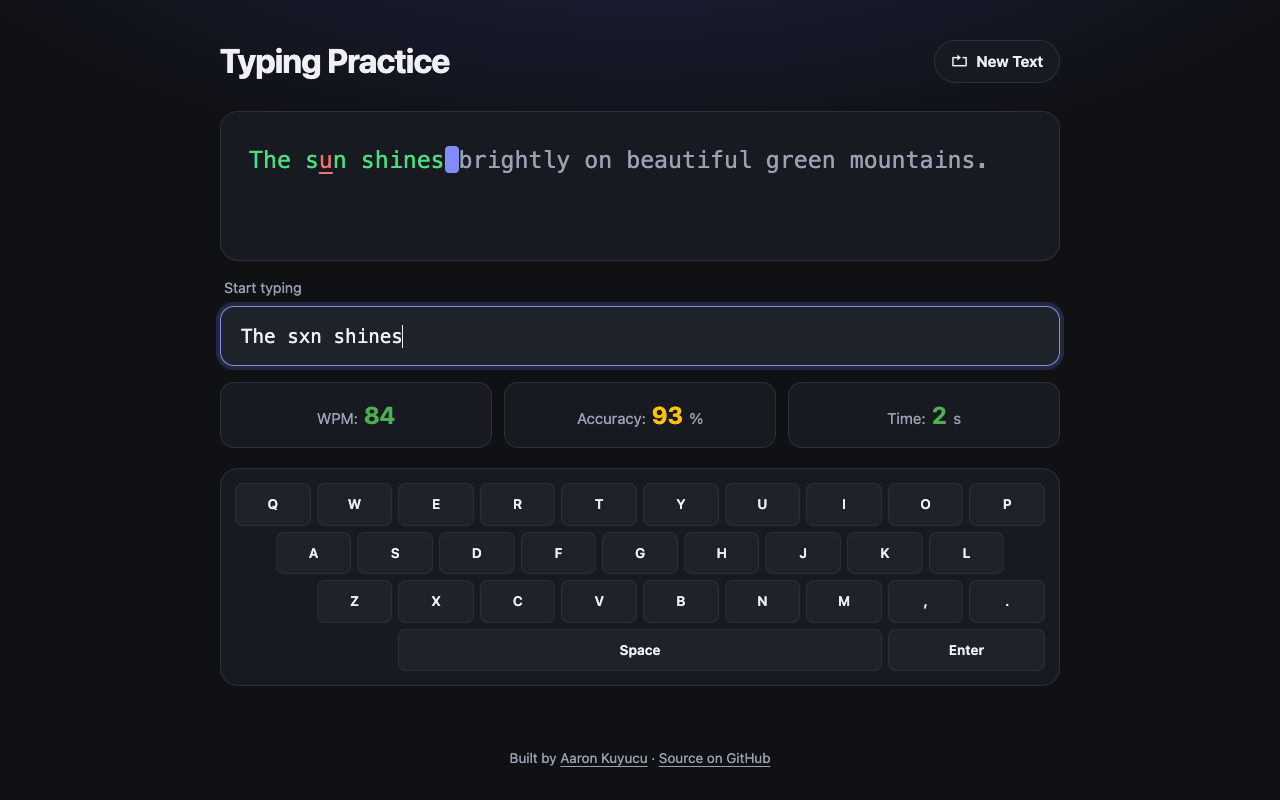 Typing Practice
New Text
The sun shines brightly on beautiful green mountains.
Start typing
The sxn shines
WPM: 84
Accuracy: 93 %
Time: 2 s
Q W E R T Y U I O P
A S D F G H J K L
Z X C V B N M , .
Space Enter
Built by Aaron Kuyucu · Source on GitHub